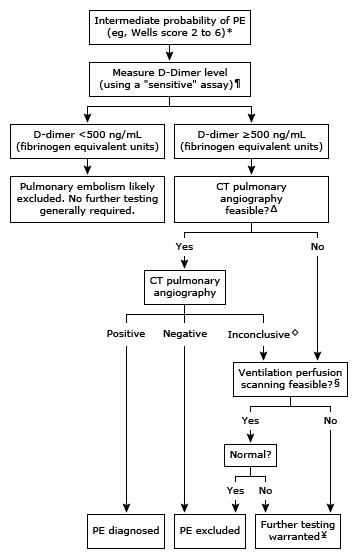 Intermediate probability of PE
(eg, Wells score 2 to 6)*
Measure D-Dimer level
(using a "sensitive" assay)¶
D-dimer <500 ng/mL
(fibrinogen equivalent units)
D-dimer ≥500 ng/mL
(fibrinogen equivalent units)
Pulmonary embolism likely
excluded. No further testing
generally required.
CT pulmonary
angiography
feasible?Δ
Yes
No
CT pulmonary
angiography
Positive
Negative
Inconclusive◇
Ventilation perfusion
scanning feasible?§
Yes
No
Normal?
Yes
No
PE diagnosed
PE excluded
Further testing
warranted¥